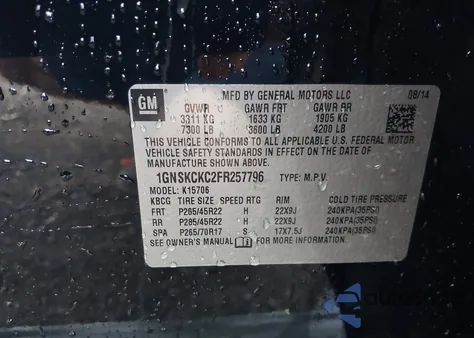 GM
MFD BY GENERAL MOTORS LLC 08/14
GVWR GAWR FRT GAWR RR
3311 KG 1633 KG 1905 KG
7300 LB 3600 LB 4200 LB
THIS VEHICLE CONFORMS TO ALL APPLICABLE U.S. FEDERAL MOTOR
VEHICLE SAFETY STANDARDS IN EFFECT ON THE DATE OF
MANUFACTURE SHOWN ABOVE.
1GNSKCKC2FR257796 TYPE: M.P.V.
MODEL: K15706
KBCG TIRE SIZE SPEED RTG RIM COLD TIRE PRESSURE
FRT P285/45R22 H 22X9J 240KPA(35PSI)
RR P285/45R22 H 22X9J 240KPA(35PSI)
SPA P265/70R17 S 17X7.5J 240KPA(35PSI)
SEE OWNER'S MANUAL FOR MORE INFORMATION.